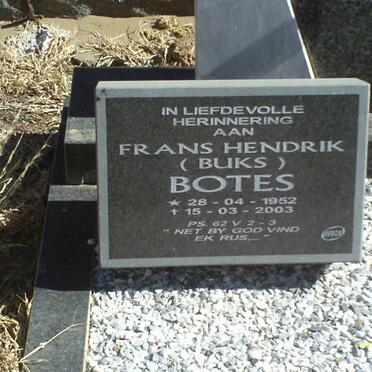 IN LIEFDEVOLLE
HERINNERING
AAN
FRANS HENDRIK
( BUKS )
BOTES
★ 28 - 04 - 1952
✝ 15 - 03 - 2003
PS. 62 V 2 - 3
" NET BY GOD VIND
EK RUS,..."